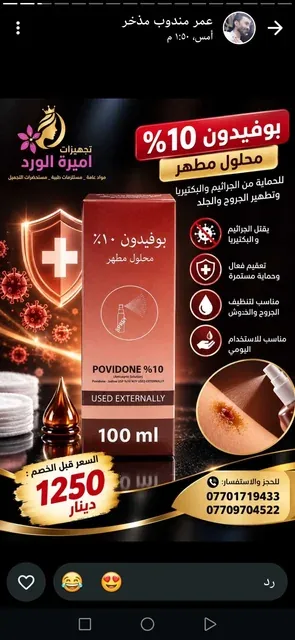 عمر مندوب مذخر
أمس، ١:٥٠ م
تجهيزات
اميرة الورد
مواد عامة _ مستلزمات طبية _ مستحضرات التجميل
بوفيدون 10%
محلول مطهر
للحماية من الجراثيم والبكتيريا
وتطهير الجروح والجلد
يقتل الجراثيم
و البكتيريا
تعقيم فعال
وحماية مستمرة
مناسب لتنظيف
الجروح والخدوش
مناسب للاستخدام
اليومي
بوفيدون ١٠٪
محلول مطهر
POVIDONE %10
USED EXTERNALLY
100 ml
السعر قبل الخصم :
1250
دينار
للحجز والاستفسار:
07701719433
07709704522
رد